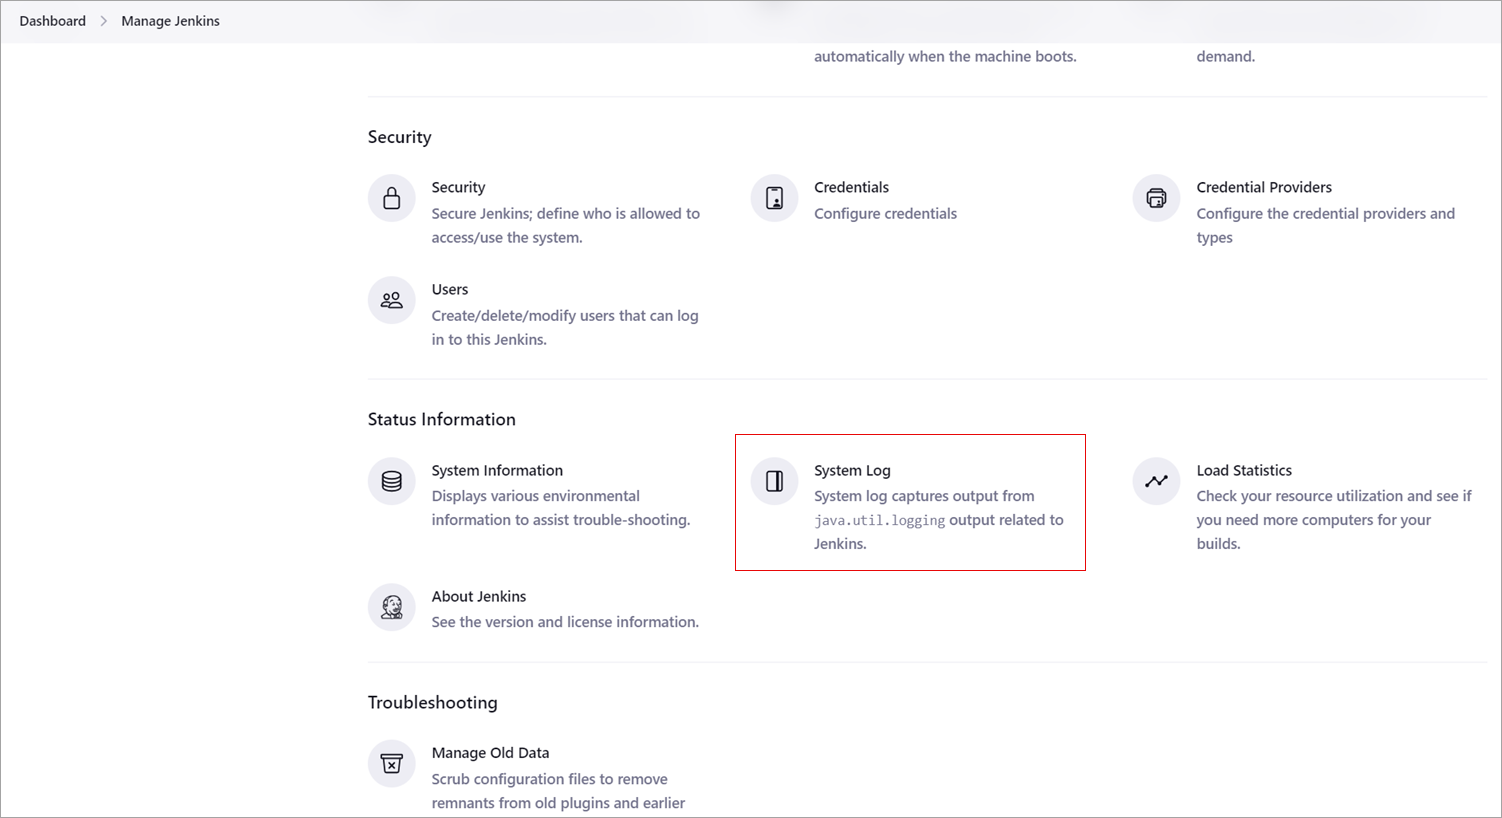 Dashboard > Manage Jenkins
automatically when the machine boots.
demand.
Security
Security
Secure Jenkins; define who is allowed to
access/use the system.
Credentials
Configure credentials
Credential Providers
Configure the credential providers and
types
Users
Create/delete/modify users that can log
in to this Jenkins.
Status Information
System Information
Displays various environmental
information to assist trouble-shooting.
System Log
System log captures output from
java.util.logging output related to
Jenkins.
Load Statistics
Check your resource utilization and see if
you need more computers for your
builds.
About Jenkins
See the version and license information.
Troubleshooting
Manage Old Data
Scrub configuration files to remove
remnants from old plugins and earlier